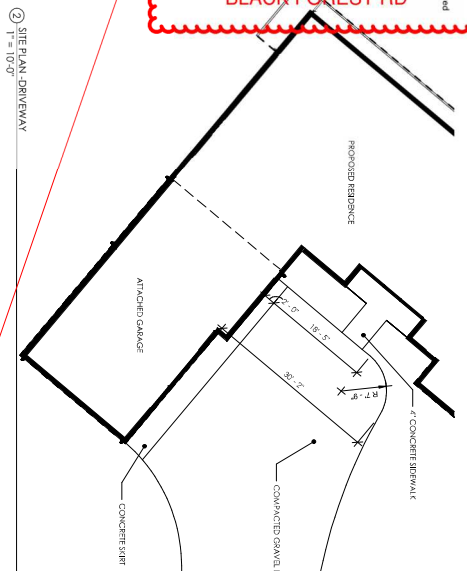 BLACK FOREST RD
ed
2 SITE PLAN -DRIVEWAY
1" = 10'-0"
PROPOSED RESIDENCE
ATTACHED GARAGE
2' - 0"
18' - 5"
30' - 2"
R 7' - 9"
4" CONCRETE SIDEWALK
COMPACTED GRAVEL
CONCRETE SKIRT